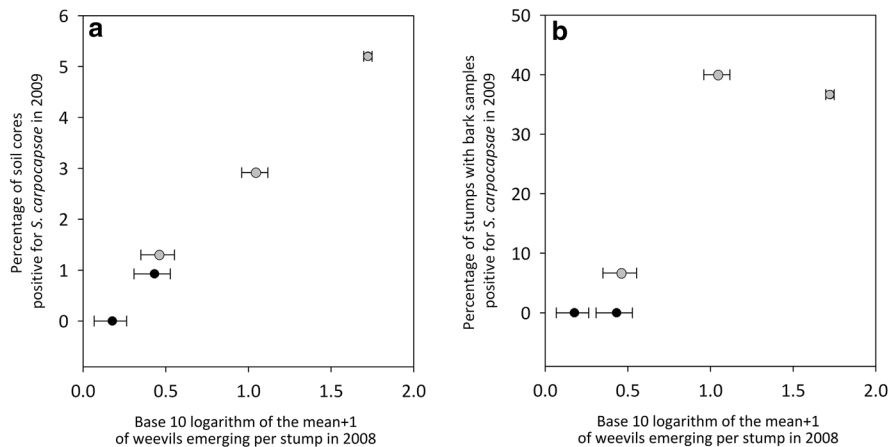 a
6
5
4
3
2
1
0
Percentage of soil cores
positive for S. carpocapsae in 2009
0.0 0.5 1.0 1.5 2.0
Base 10 logarithm of the mean+1
of weevils emerging per stump in 2008
b
50
40
30
20
10
0
Percentage of stumps with bark samples
positive for S. carpocapsae in 2009
0.0 0.5 1.0 1.5 2.0
Base 10 logarithm of the mean+1
of weevils emerging per stump in 2008